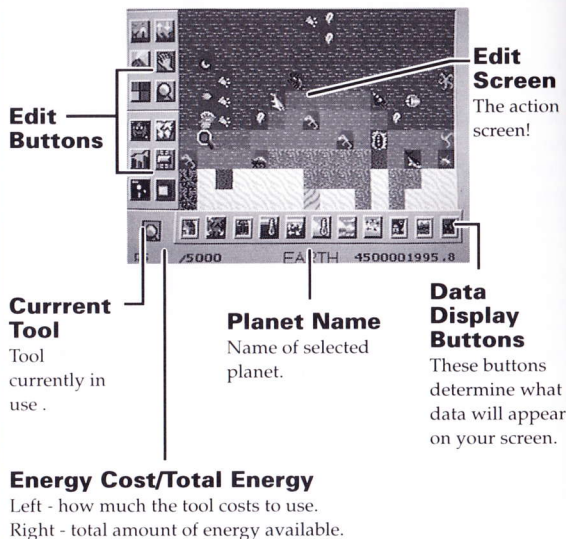 Edit
Screen
The action
screen!
Edit
Buttons
/5000 EARTH 4500001995.8
Currrent
Tool
Tool
currently in
use .
Planet Name
Name of selected
planet.
Data
Display
Buttons
These buttons
determine what
data will appear
on your screen.
Energy Cost/Total Energy
Left - how much the tool costs to use.
Right - total amount of energy available.